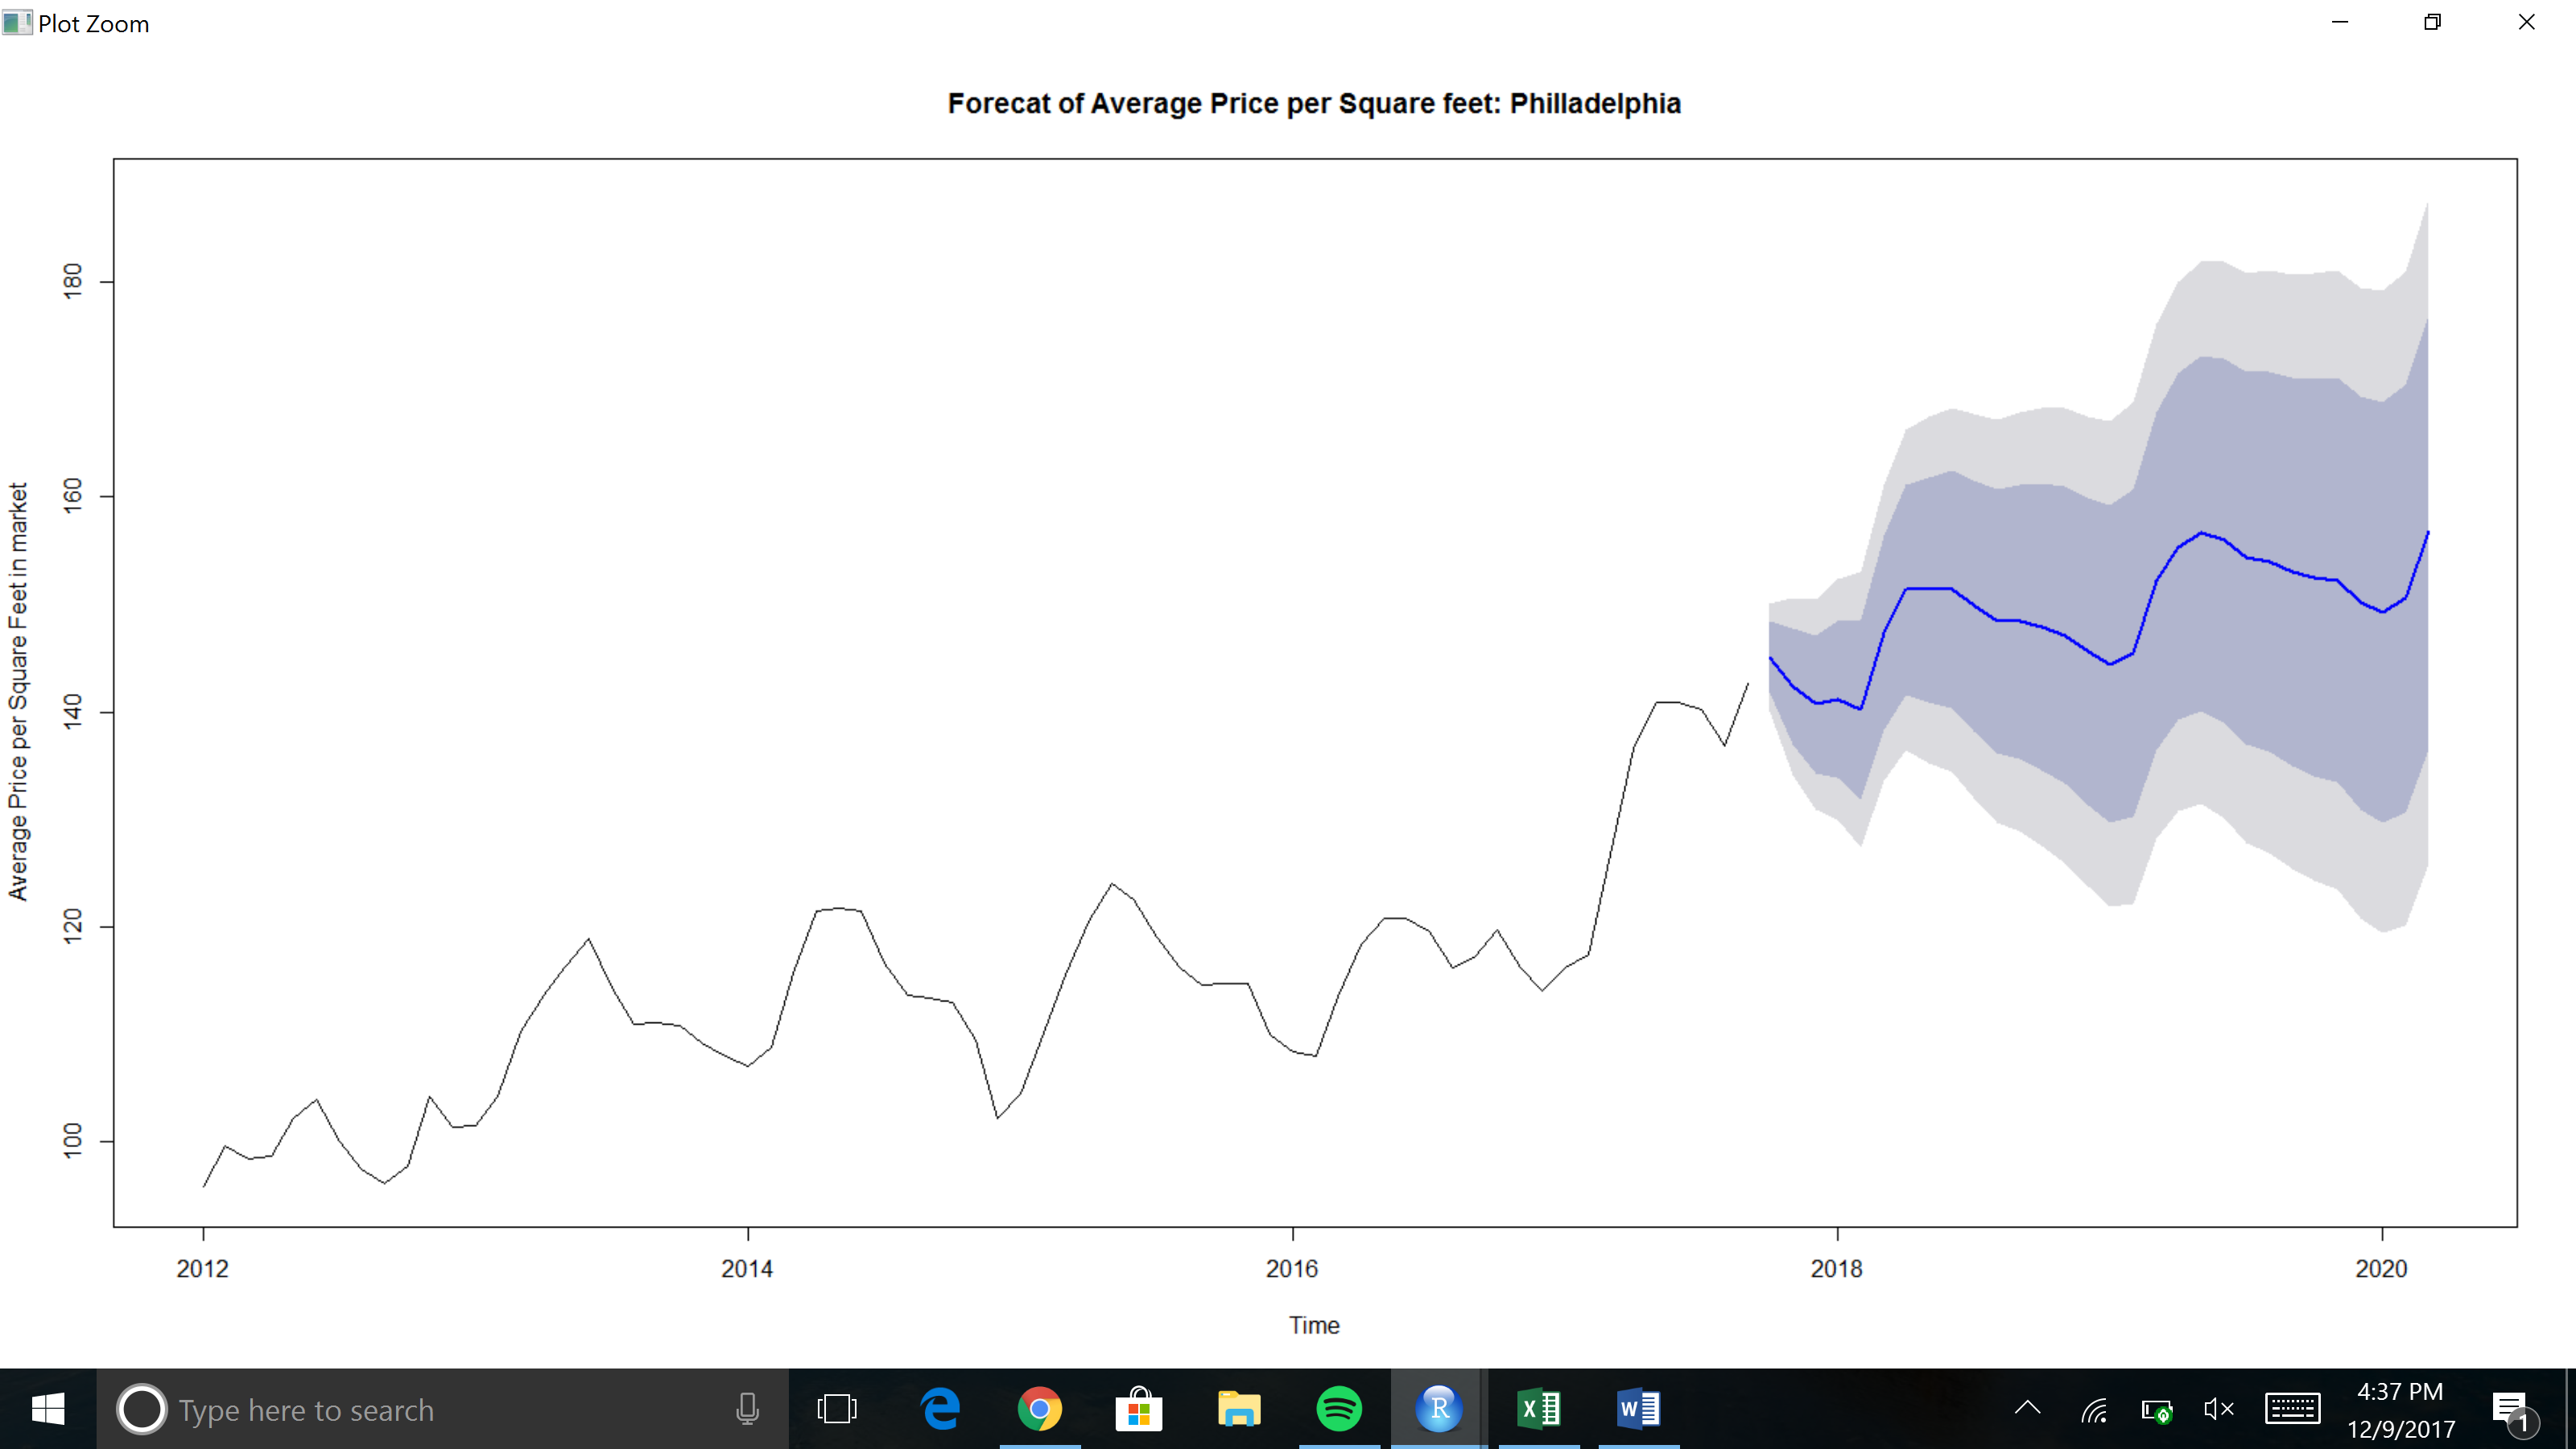 Plot Zoom
Forecat of Average Price per Square feet: Philladelphia
Average Price per Square Feet in market
180
160
140
120
100
2012 2014 2016 2018 2020
Time
Type here to search
R
X
W
4:37 PM
12/9/2017
1